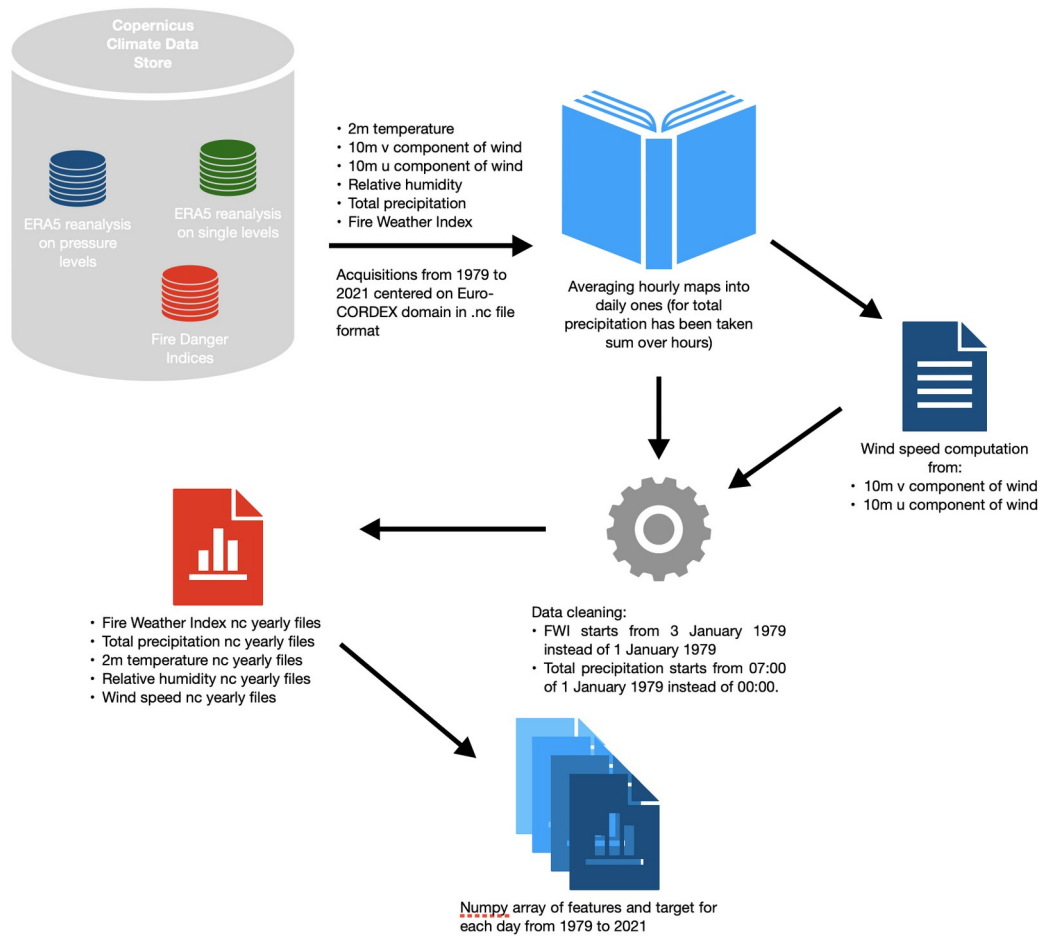 Copernicus
Climate Data
Store
ERA5 reanalysis
on pressure
levels
ERA5 reanalysis
on single levels
Fire Danger
Indices
• 2m temperature
• 10m v component of wind
• 10m u component of wind
• Relative humidity
• Total precipitation
• Fire Weather Index
Acquisitions from 1979 to
2021 centered on Euro-
CORDEX domain in .nc file
format
Averaging hourly maps into
daily ones (for total
precipitation has been taken
sum over hours)
Wind speed computation
from:
• 10m v component of wind
• 10m u component of wind
Data cleaning:
• FWI starts from 3 January 1979
instead of 1 January 1979
• Total precipitation starts from 07:00
of 1 January 1979 instead of 00:00.
• Fire Weather Index nc yearly files
• Total precipitation nc yearly files
• 2m temperature nc yearly files
• Relative humidity nc yearly files
• Wind speed nc yearly files
Numpy array of features and target for
each day from 1979 to 2021